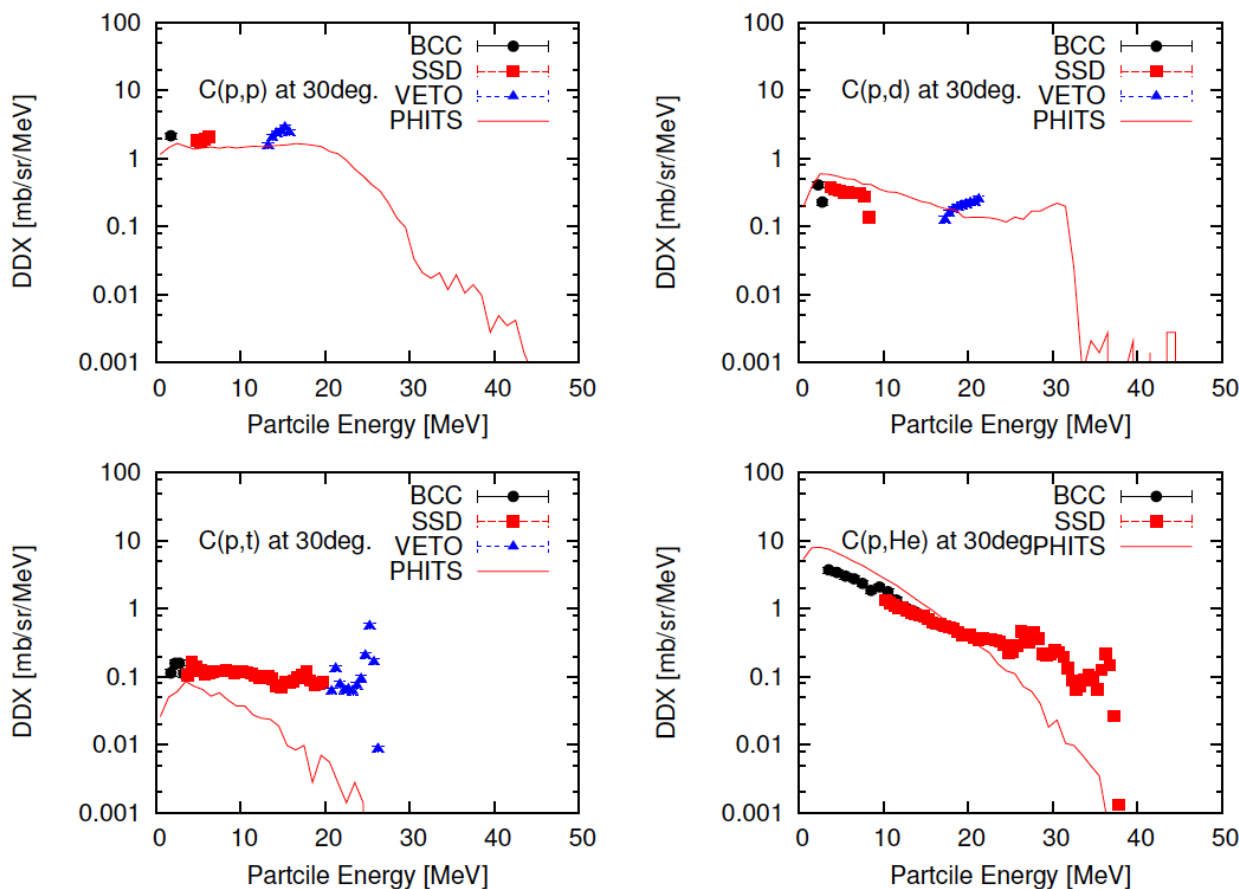 100
10
1
0.1
0.01
0.001
DDX [mb/sr/MeV]
C(p,p) at 30deg.
BCC
SSD
VETO
PHITS
0 10 20 30 40 50
Partcile Energy [MeV]
100
10
1
0.1
0.01
0.001
DDX [mb/sr/MeV]
C(p,d) at 30deg.
BCC
SSD
VETO
PHITS
0 10 20 30 40 50
Partcile Energy [MeV]
100
10
1
0.1
0.01
0.001
DDX [mb/sr/MeV]
C(p,t) at 30deg.
BCC
SSD
VETO
PHITS
0 10 20 30 40 50
Partcile Energy [MeV]
100
10
1
0.1
0.01
0.001
DDX [mb/sr/MeV]
C(p,He) at 30deg.
BCC
SSD
PHITS
0 10 20 30 40 50
Partcile Energy [MeV]